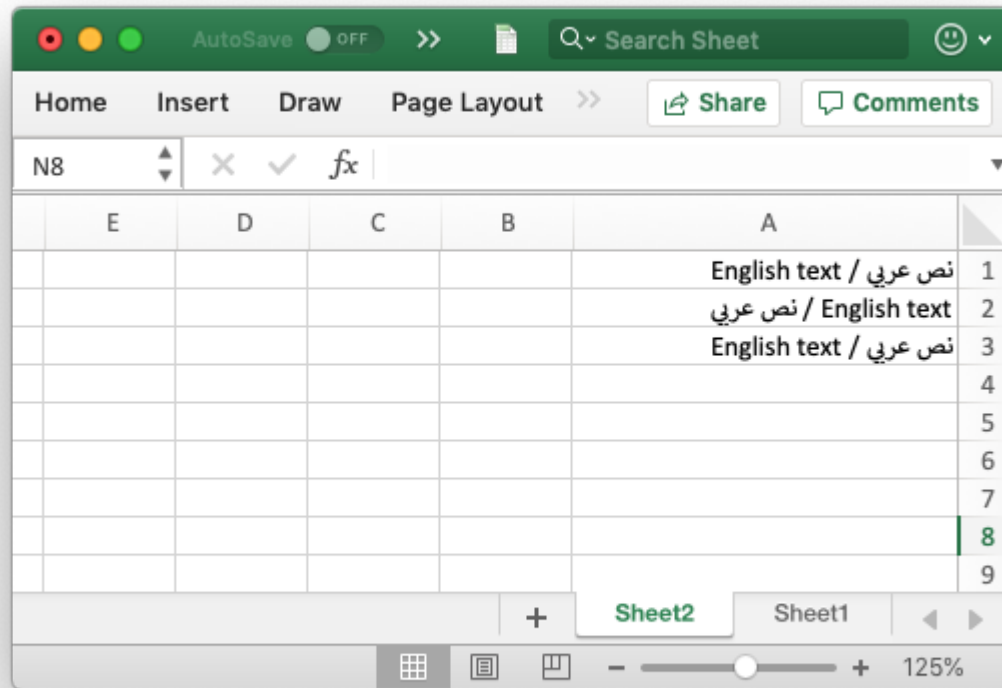 AutoSave OFF Search Sheet
Home Insert Draw Page Layout Share Comments
N8 fx
E D C B A
نص عربي / English text 1
English text / نص عربي 2
نص عربي / English text 3
4
5
6
7
8
9
Sheet2 Sheet1
125%